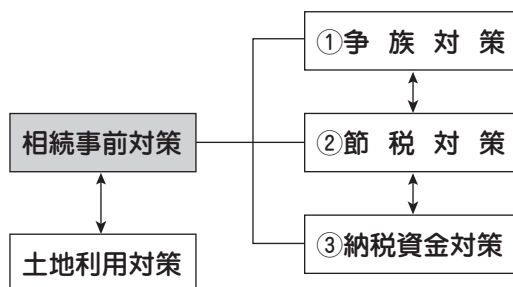 ①争族対策
相続事前対策
②節税対策
③納税資金対策
土地利用対策